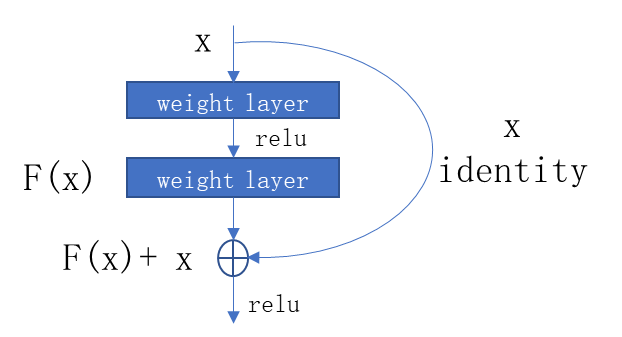 x
weight layer
relu
x
identity
F(x)
weight layer
F(x)+ x
relu